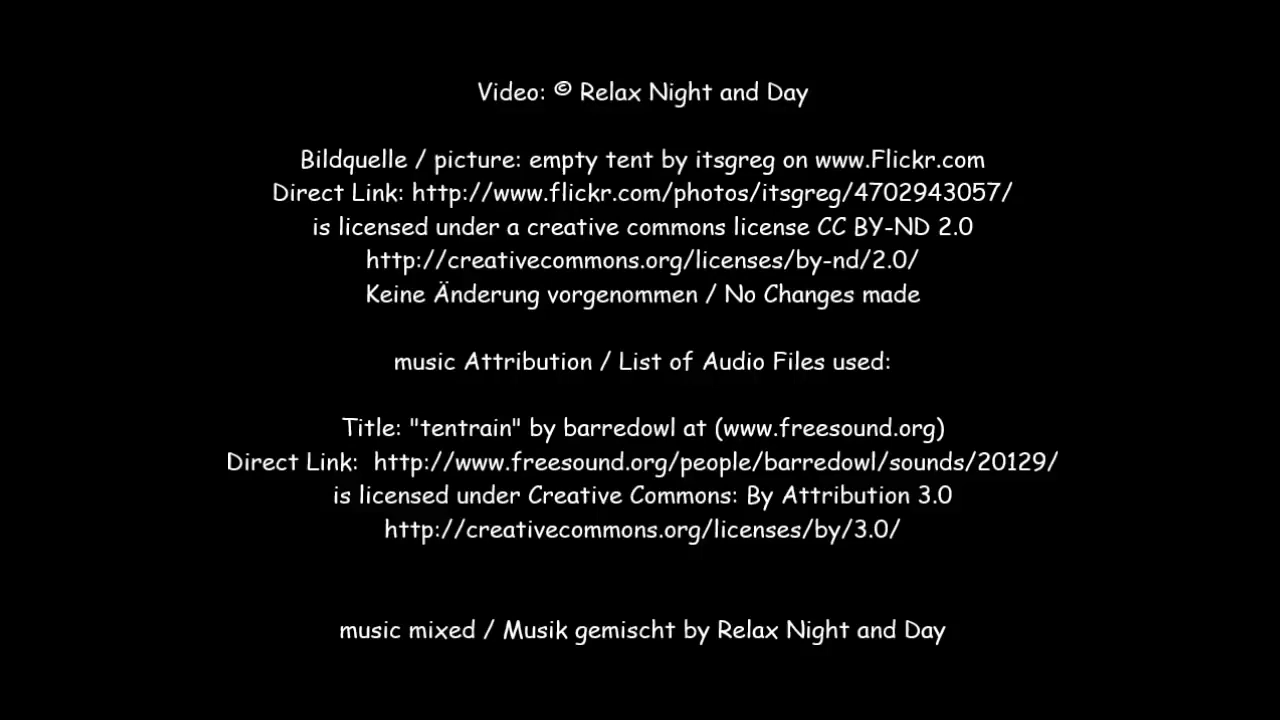 Video: © Relax Night and Day
Bildquelle / picture: empty tent by itsgreg on www.Flickr.com
Direct Link: http://www.flickr.com/photos/itsgreg/4702943057/
is licensed under a creative commons license CC BY-ND 2.0
http://creativecommons.org/licenses/by-nd/2.0/
Keine Änderung vorgenommen / No Changes made
music Attribution / List of Audio Files used:
Title: "tentrain" by barredowl at (www.freesound.org)
Direct Link:  http://www.freesound.org/people/barredowl/sounds/20129/
is licensed under Creative Commons: By Attribution 3.0
http://creativecommons.org/licenses/by/3.0/
music mixed / Musik gemischt by Relax Night and Day